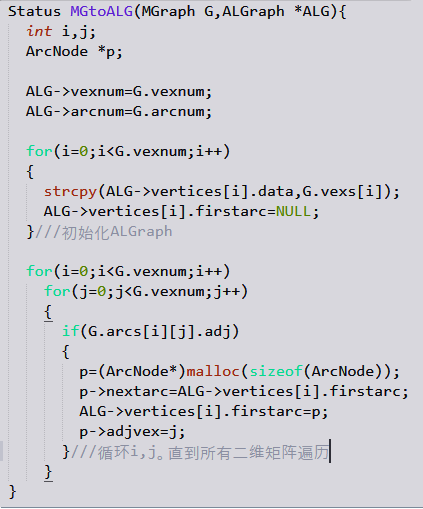 Status MGtoALG(MGraph G,ALGraph *ALG){
int i,j;
ArcNode *p;
ALG->vexnum=G.vexnum;
ALG->arcnum=G.arcnum;
for(i=0;i<G.vexnum;i++)
{
strcpy(ALG->vertices[i].data,G.vexs[i]);
ALG->vertices[i].firstarc=NULL;
}///初始化ALGraph
for(i=0;i<G.vexnum;i++)
for(j=0;j<G.vexnum;j++)
{
if(G.arcs[i][j].adj)
{
p=(ArcNode*)malloc(sizeof(ArcNode));
p->nextarc=ALG->vertices[i].firstarc;
ALG->vertices[i].firstarc=p;
p->adjvex=j;
}///循环i,j。直到所有二维矩阵遍历
}
}